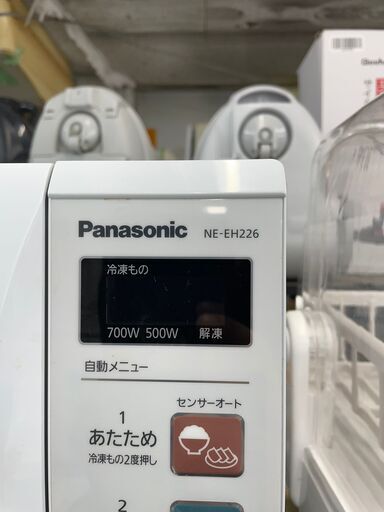 Panasonic NE-EH226
冷凍もの
700W 500W 解凍
自動メニュー
センサーオート
1
あたため
冷凍もの2度押し
2